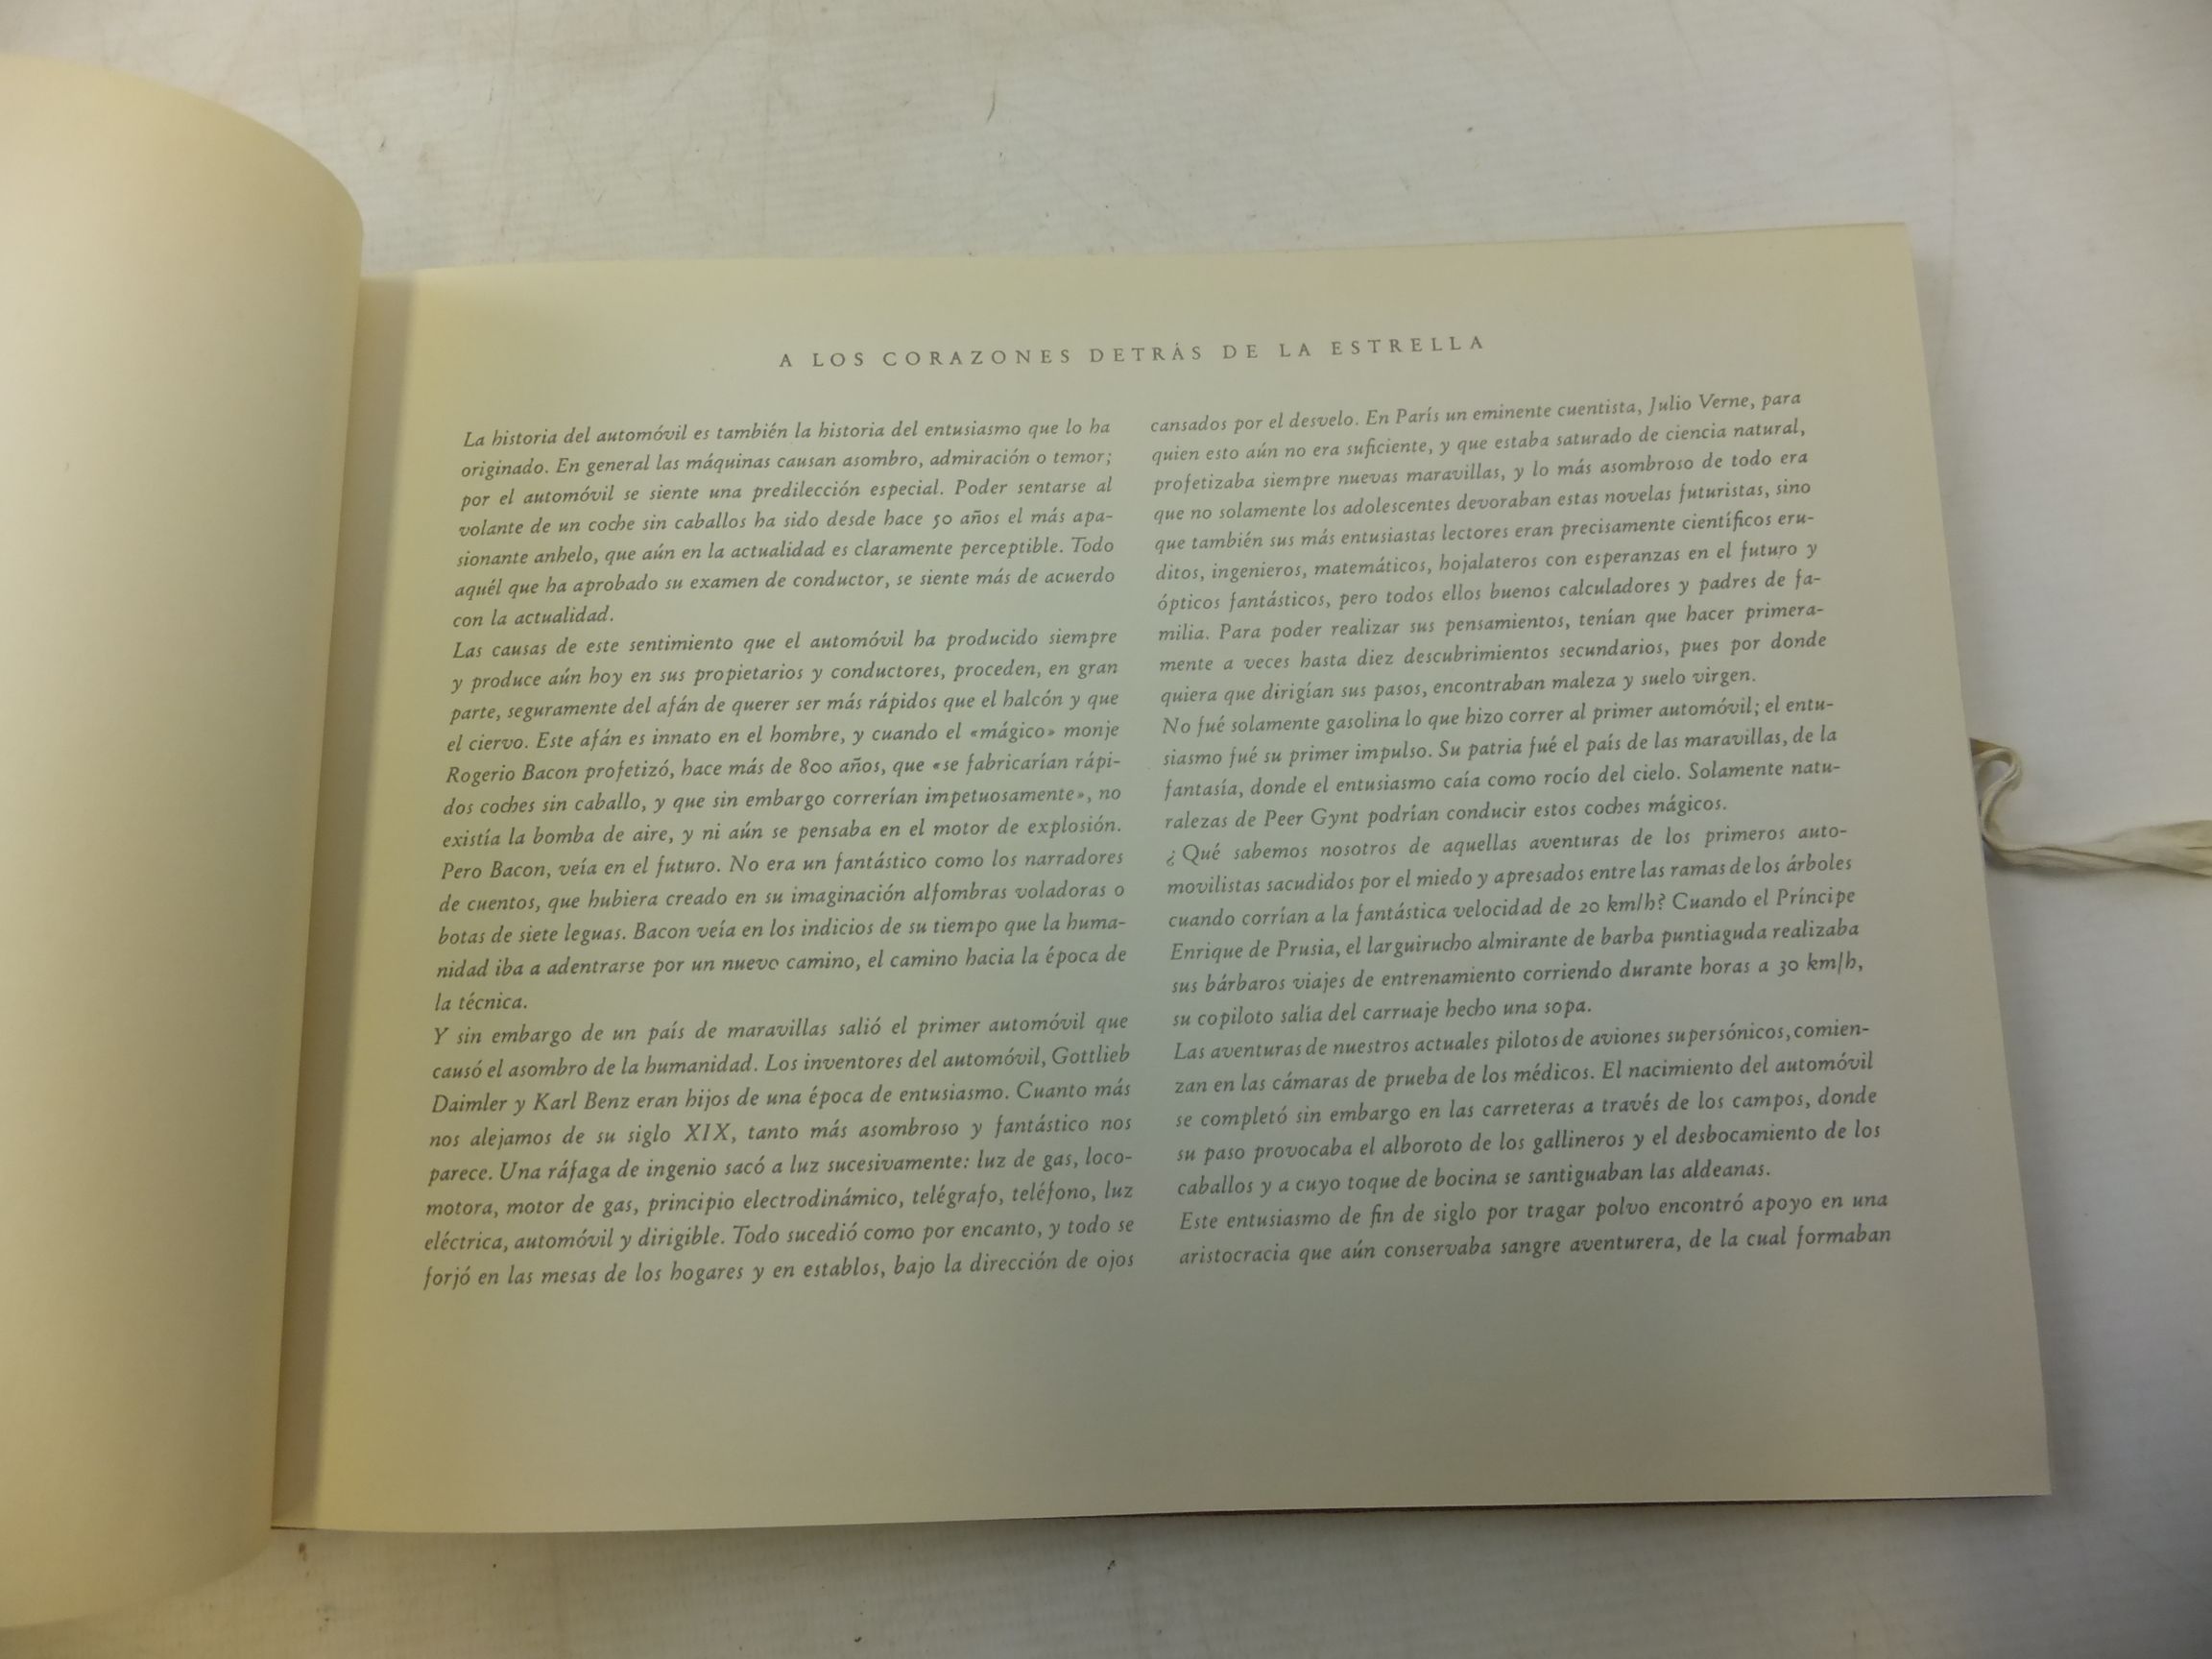 A LOS CORAZONES DETRÁS DE LA ESTRELLA
La historia del automóvil es también la historia del entusiasmo que lo ha
originado. En general las máquinas causan asombro, admiración o temor;
por el automóvil se siente una predilección especial. Poder sentarse al
volante de un coche sin caballos ha sido desde hace 50 años el más apa-
sionante anhelo, que aún en la actualidad es claramente perceptible. Todo
aquél que ha aprobado su examen de conductor, se siente más de acuerdo
con la actualidad.
Las causas de este sentimiento que el automóvil ha producido siempre
y produce aún hoy en sus propietarios y conductores, proceden, en gran
parte, seguramente del afán de querer ser más rápidos que el halcón y que
el ciervo. Este afán es innato en el hombre, y cuando el «mágico» monje
Rogerio Bacon profetizó, hace más de 800 años, que «se fabricarían rápi-
dos coches sin caballo, y que sin embargo correrían impetuosamente», no
existía la bomba de aire, y ni aún se pensaba en el motor de explosión.
Pero Bacon, veía en el futuro. No era un fantástico como los narradores
de cuentos, que hubiera creado en su imaginación alfombras voladoras o
botas de siete leguas. Bacon veía en los indicios de su tiempo que la huma-
nidad iba a adentrarse por un nuevo camino, el camino hacia la época de
la técnica.
Y sin embargo de un país de maravillas salió el primer automóvil que
causó el asombro de la humanidad. Los inventores del automóvil, Gottlieb
Daimler y Karl Benz eran hijos de una época de entusiasmo. Cuanto más
nos alejamos de su siglo XIX, tanto más asombroso y fantástico nos
parece. Una ráfaga de ingenio sacó a luz sucesivamente: luz de gas, loco-
motora, motor de gas, principio electrodinámico, telégrafo, teléfono, luz
eléctrica, automóvil y dirigible. Todo sucedió como por encanto, y todo se
forjó en las mesas de los hogares y en establos, bajo la dirección de ojos
cansados por el desvelo. En París un eminente cuentista, Julio Verne, para
quien esto aún no era suficiente, y que estaba saturado de ciencia natural,
profetizaba siempre nuevas maravillas, y lo más asombroso de todo era
que no solamente los adolescentes devoraban estas novelas futuristas, sino
que también sus más entusiastas lectores eran precisamente científicos eru-
ditos, ingenieros, matemáticos, hojalateros con esperanzas en el futuro y
ópticos fantásticos, pero todos ellos buenos calculadores y padres de fa-
milia. Para poder realizar sus pensamientos, tenían que hacer primera-
mente a veces hasta diez descubrimientos secundarios, pues por donde
quiera que dirigían sus pasos, encontraban maleza y suelo virgen.
No fué solamente gasolina lo que hizo correr al primer automóvil; el entu-
siasmo fué su primer impulso. Su patria fué el país de las maravillas, de la
fantasía, donde el entusiasmo caía como rocío del cielo. Solamente natu-
ralezas de Peer Gynt podrían conducir estos coches mágicos.
¿Qué sabemos nosotros de aquellas aventuras de los primeros auto-
movilistas sacudidos por el miedo y apresados entre las ramas de los árboles
cuando corrían a la fantástica velocidad de 20 km/h? Cuando el Príncipe
Enrique de Prusia, el larguirucho almirante de barba puntiaguda realizaba
sus bárbaros viajes de entrenamiento corriendo durante horas a 30 km/h,
su copiloto salía del carruaje hecho una sopa.
Las aventuras de nuestros actuales pilotos de aviones supersónicos, comien-
zan en las cámaras de prueba de los médicos. El nacimiento del automóvil
se completó sin embargo en las carreteras a través de los campos, donde
su paso provocaba el alboroto de los gallineros y el desbocamiento de los
caballos y a cuyo toque de bocina se santiguaban las aldeanas.
Este entusiasmo de fin de siglo por tragar polvo encontró apoyo en una
aristocracia que aún conservaba sangre aventurera, de la cual formaban